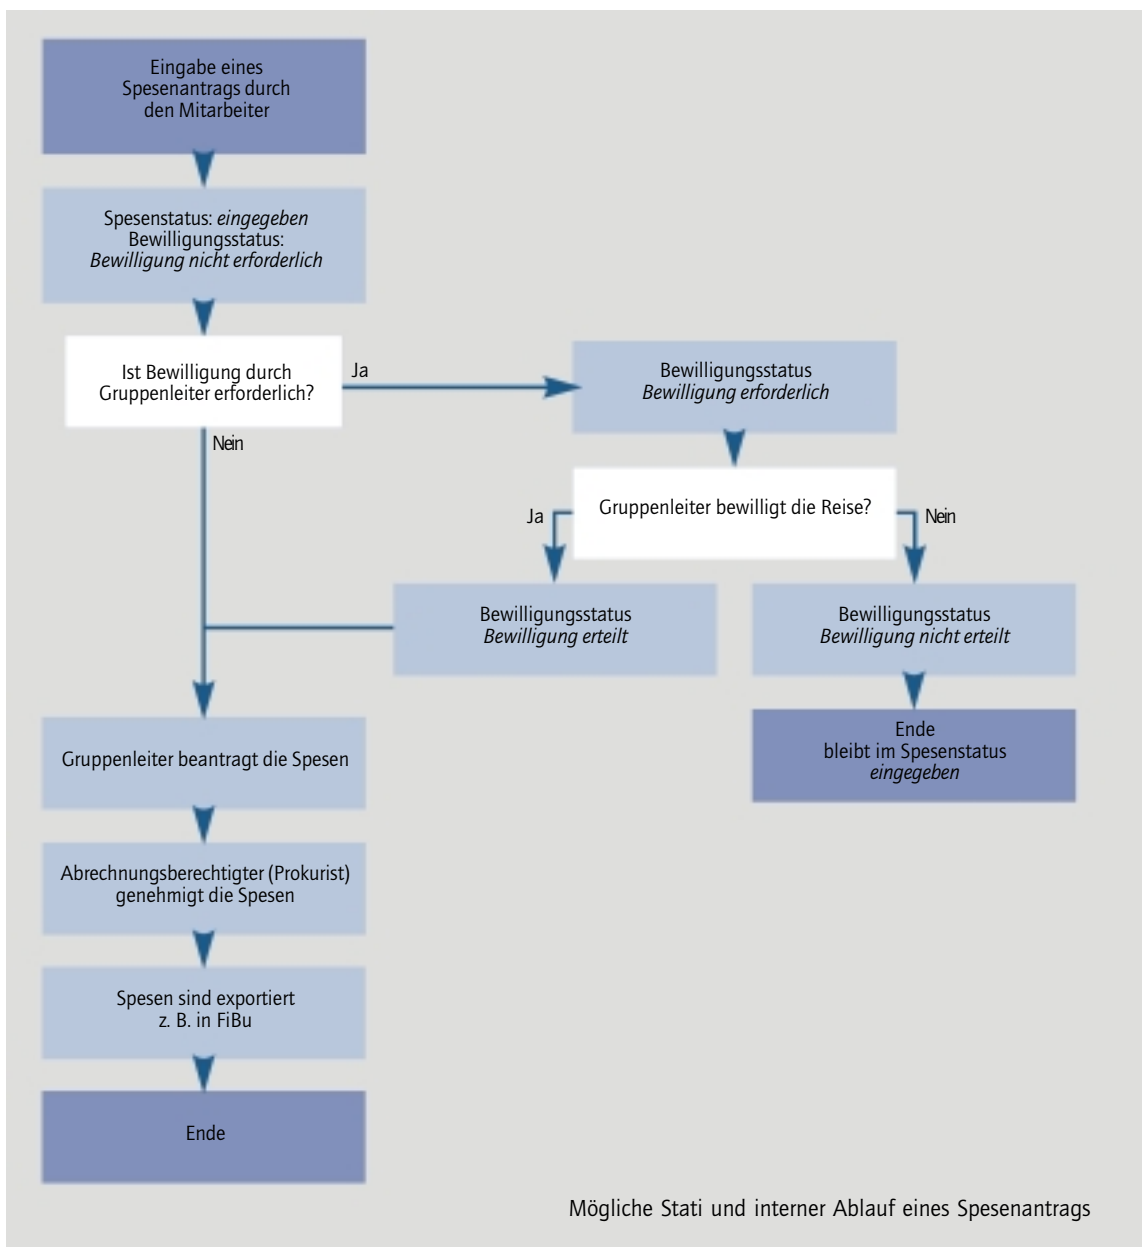 Eingabe eines
Spesenantrags durch
den Mitarbeiter
Spesenstatus: eingegeben
Bewilligungsstatus:
Bewilligung nicht erforderlich
Ist Bewilligung durch
Gruppenleiter erforderlich?
Ja
Bewilligungsstatus
Bewilligung erforderlich
Nein
Gruppenleiter bewilligt die Reise?
Ja
Nein
Bewilligungsstatus
Bewilligung erteilt
Bewilligungsstatus
Bewilligung nicht erteilt
Ende
bleibt im Spesenstatus
eingegeben
Gruppenleiter beantragt die Spesen
Abrechnungsberechtigter (Prokurist)
genehmigt die Spesen
Spesen sind exportiert
z. B. in FiBu
Ende
Mögliche Stati und interner Ablauf eines Spesenantrags